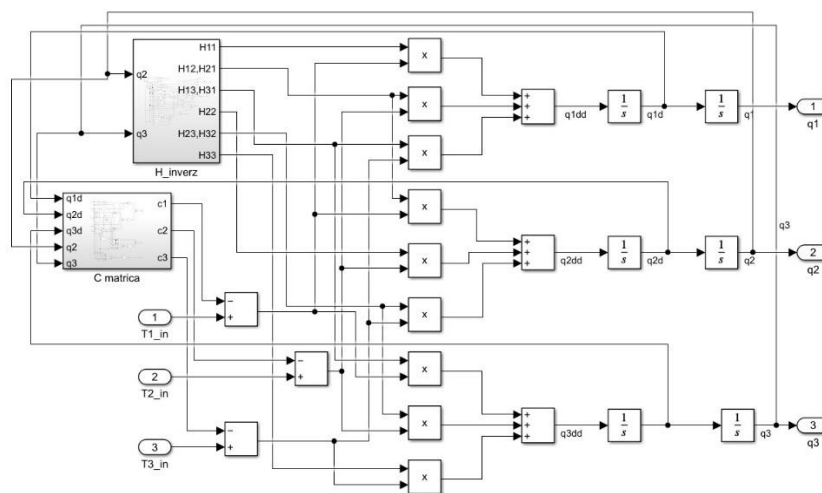 H11
H12,H21
q2
H13,H31
H22
q3
H23,H32
H33
H_inverz
q1d
q2d
q3d
q2
q3
c1
c2
c3
C matrica
1
T1_in
2
T2_in
3
T3_in
x
x
x
x
x
x
x
x
x
+
+
+
+
+
+
+
+
+
−
+
−
+
−
+
q1dd
1
s
q1d
1
s
q1
1
q1
q2dd
1
s
q2d
1
s
q2
q3
2
q2
q3dd
1
s
1
s
q3
3
q3